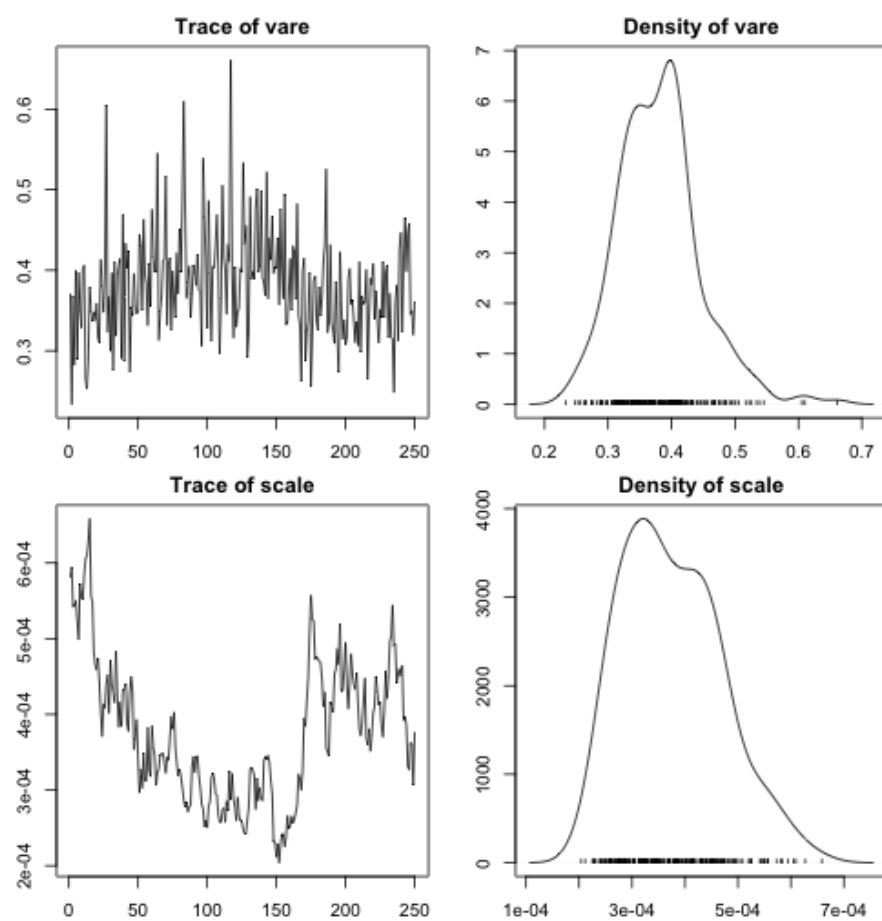 Trace of vare
Density of vare
0.6
0.5
0.4
0.3
0 50 100 150 200 250
7
6
5
4
3
2
1
0
0.2 0.3 0.4 0.5 0.6 0.7
Trace of scale
Density of scale
6e-04
5e-04
4e-04
3e-04
2e-04
0 50 100 150 200 250
4000
3000
2000
1000
0
1e-04 3e-04 5e-04 7e-04